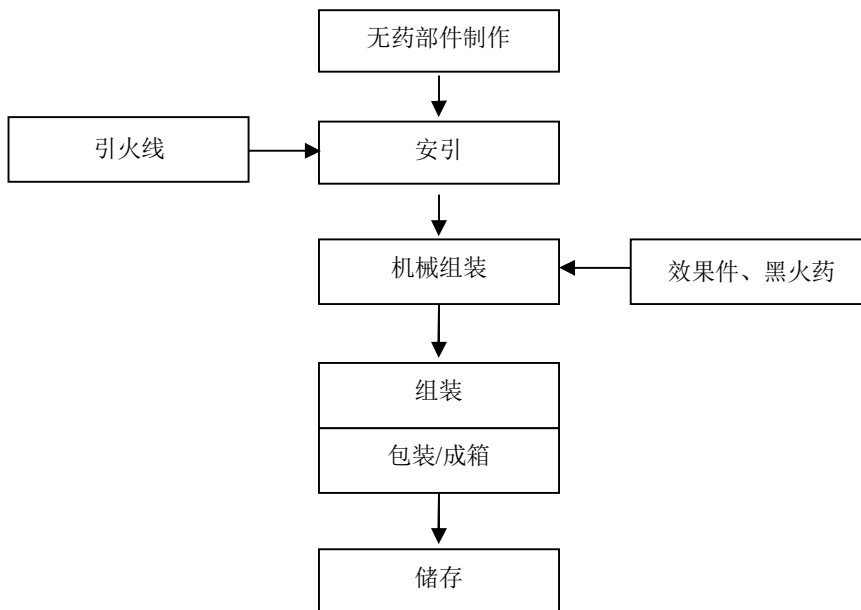 无药部件制作
引火线
安引
机械组装
效果件、黑火药
组装
包装/成箱
储存